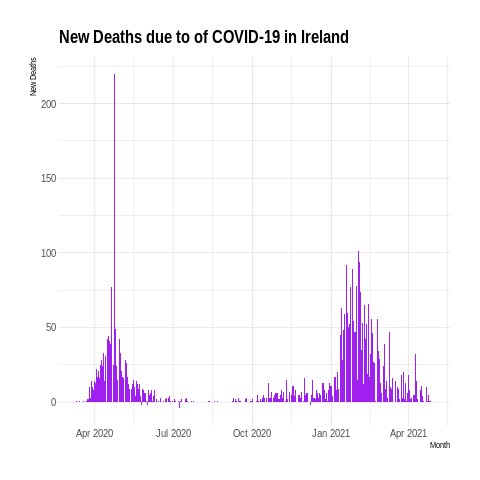 New Deaths due to of COVID-19 in Ireland
New Deaths
200
150
100
50
0
Apr 2020 Jul 2020 Oct 2020 Jan 2021 Apr 2021
Month